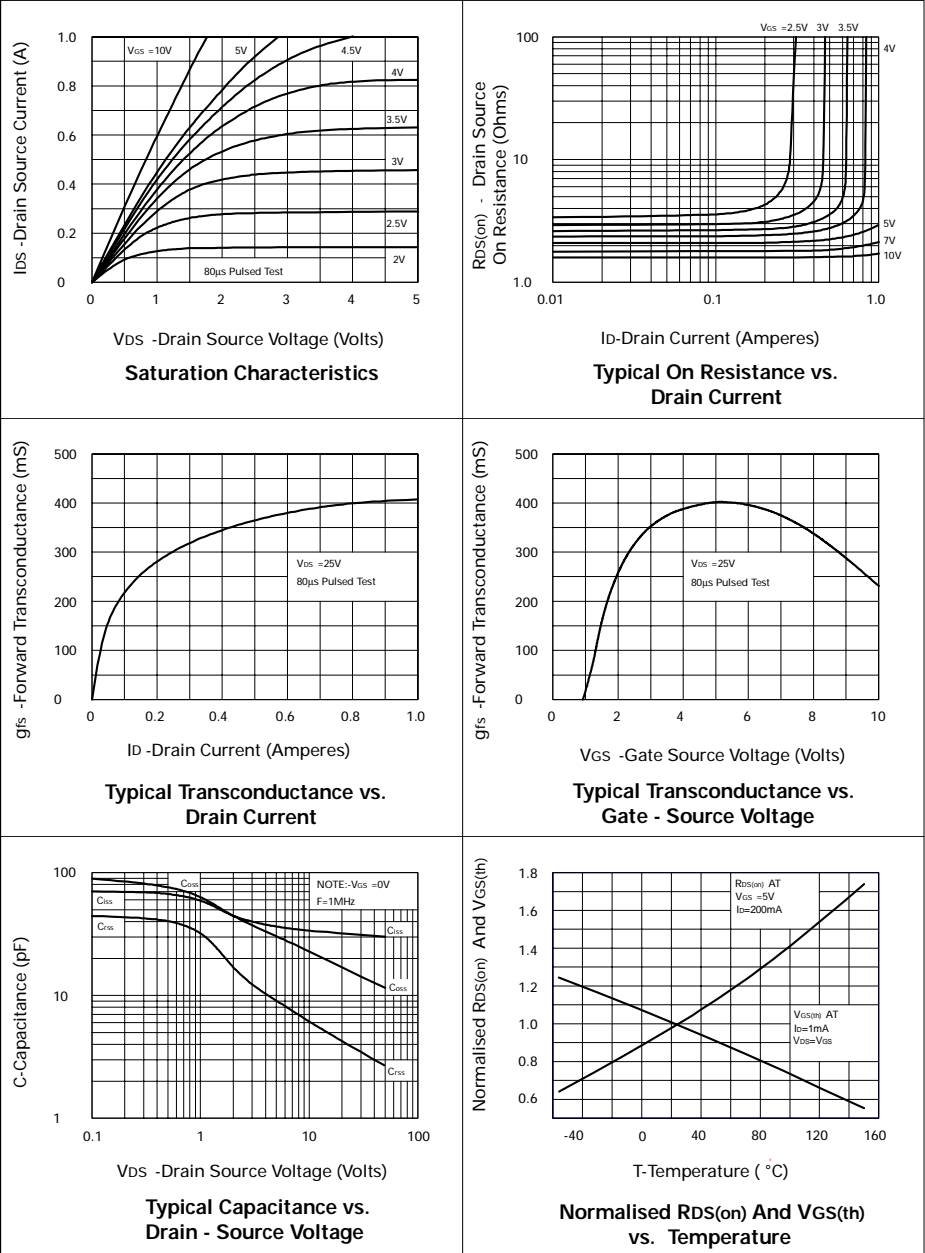 IDS -Drain Source Current (A)
1.0
0.8
0.6
0.4
0.2
0
VGS =10V
5V
4.5V
4V
3.5V
3V
2.5V
2V
80µs Pulsed Test
0 1 2 3 4 5
VDS -Drain Source Voltage (Volts)
Saturation Characteristics
RDS(on) - Drain Source
On Resistance (Ohms)
100
10
1.0
VGS =2.5V 3V 3.5V
4V
5V
7V
10V
0.01 0.1 1.0
ID-Drain Current (Amperes)
Typical On Resistance vs.
Drain Current
gfs -Forward Transconductance (mS)
500
400
300
200
100
0
VDS =25V
80µs Pulsed Test
0 0.2 0.4 0.6 0.8 1.0
ID -Drain Current (Amperes)
Typical Transconductance vs.
Drain Current
gfs -Forward Transconductance (mS)
500
400
300
200
100
0
VDS =25V
80µs Pulsed Test
0 2 4 6 8 10
VGS -Gate Source Voltage (Volts)
Typical Transconductance vs.
Gate - Source Voltage
C-Capacitance (pF)
100
10
1
Coss
Ciss
Crss
NOTE:-VGS =0V
F=1MHz
Ciss
Coss
Crss
0.1 1 10 100
VDS -Drain Source Voltage (Volts)
Typical Capacitance vs.
Drain - Source Voltage
Normalised RDS(on) And VGS(th)
1.8
1.6
1.4
1.2
1.0
0.8
0.6
RDS(on) AT
VGS =5V
ID=200mA
VGS(th) AT
ID=1mA
VDS=VGS
-40 0 40 80 120 160
T-Temperature ( °C)
Normalised RDS(on) And VGS(th)
vs. Temperature